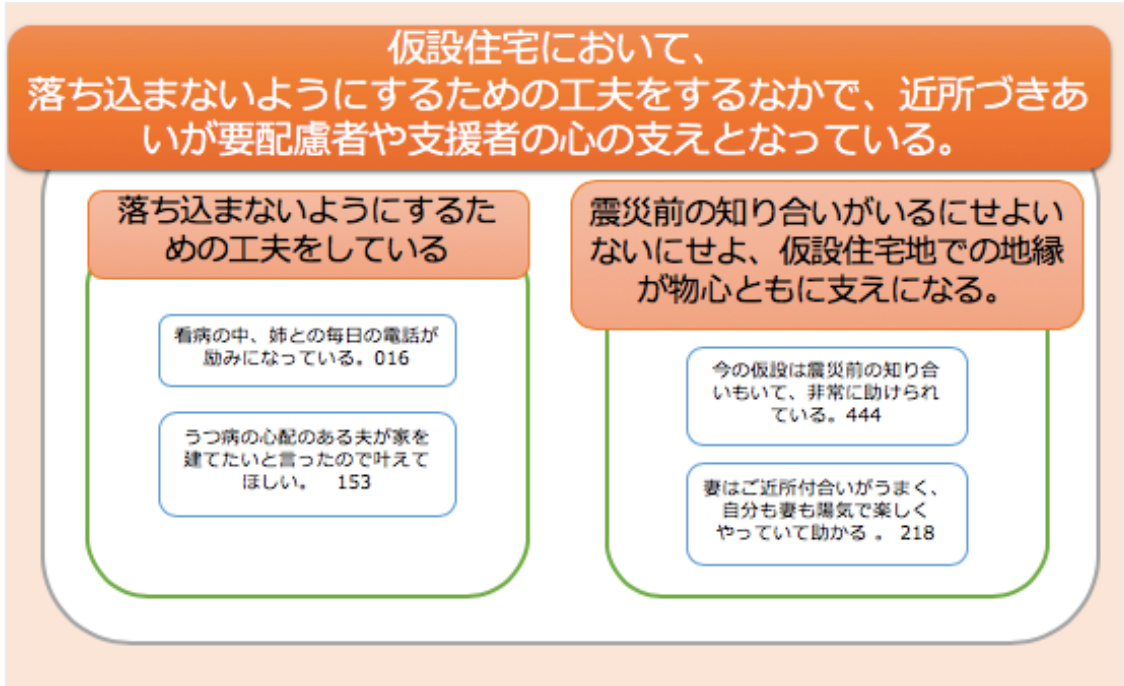 仮設住宅において、
落ち込まないようにするための工夫をするなかで、近所づきあ
いが要配慮者や支援者の心の支えとなっている。
落ち込まないようにするた
めの工夫をしている
看病の中、姉との毎日の電話が
励みになっている。016
うつ病の心配のある夫が家を
建てたいと言ったので叶えて
ほしい。　153
震災前の知り合いがいるにせよい
ないにせよ、仮設住宅地での地縁
が物心ともに支えになる。
今の仮設は震災前の知り合
いもいて、非常に助けられ
ている。444
妻はご近所付合いがうまく、
自分も妻も陽気で楽しく
やっていて助かる 。 218